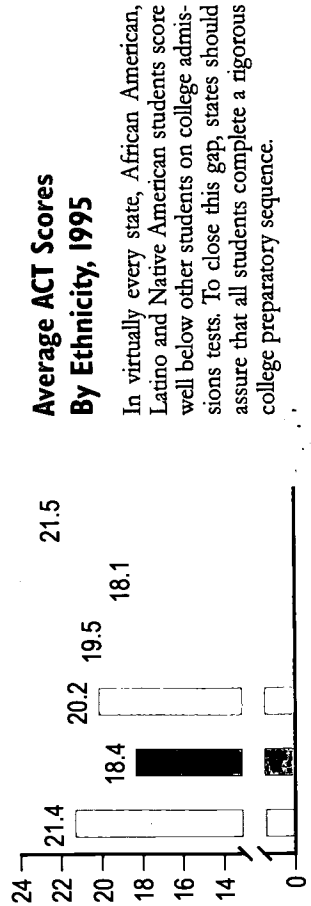 Average ACT Scores
By Ethnicity, 1995
In virtually every state, African American,
Latino and Native American students score
well below other students on college admis-
sions tests. To close this gap, states should
assure that all students complete a rigorous
college preparatory sequence.
24
22
20
18
16
14
0
21.4
18.4
20.2
19.5
18.1
21.5